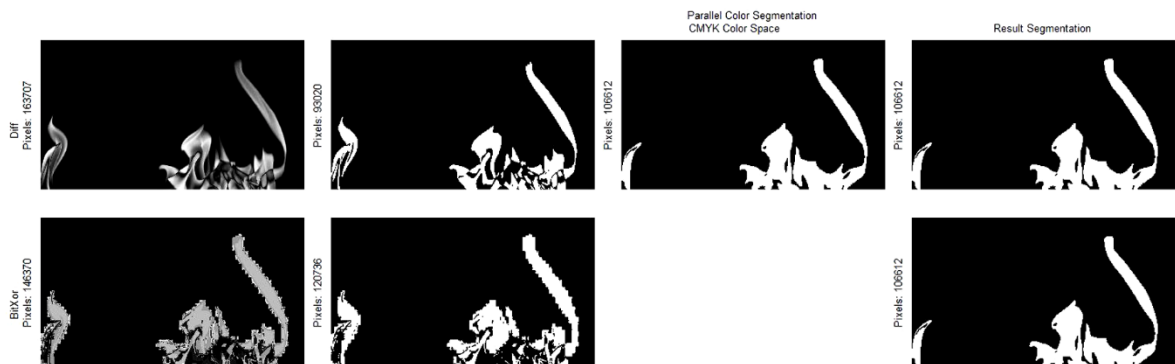 Parallel Color Segmentation
CMYK Color Space
Result Segmentation
Diff
Pixels: 163707
Pixels: 93020
Pixels: 106612
Pixels: 106612
BitXor
Pixels: 146370
Pixels: 120736
Pixels: 106612